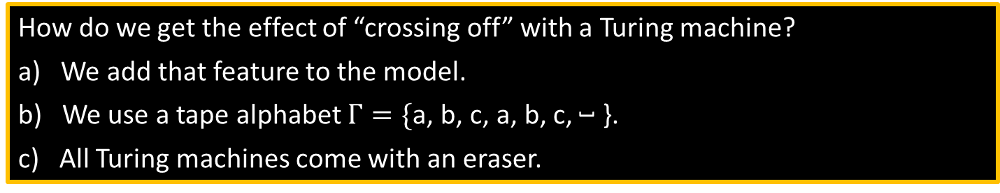 How do we get the effect of “crossing off” with a Turing machine?
a) We add that feature to the model.
b) We use a tape alphabet Γ = {a, b, c, a, b, c, ⌣ }.
c) All Turing machines come with an eraser.